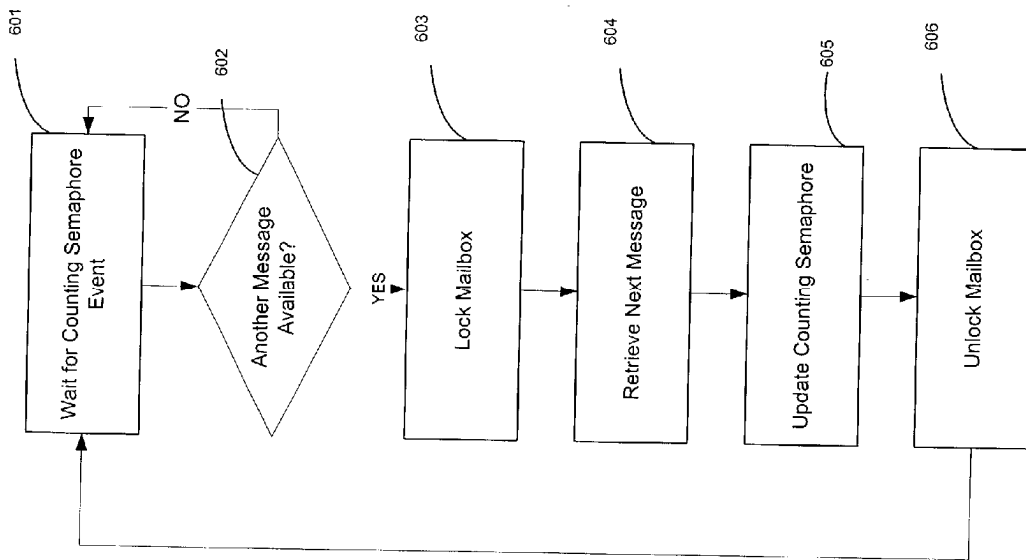 601
Wait for Counting Semaphore
Event
NO
602
Another Message
Available?
YES
603
Lock Mailbox
604
Retrieve Next Message
605
Update Counting Semaphore
606
Unlock Mailbox